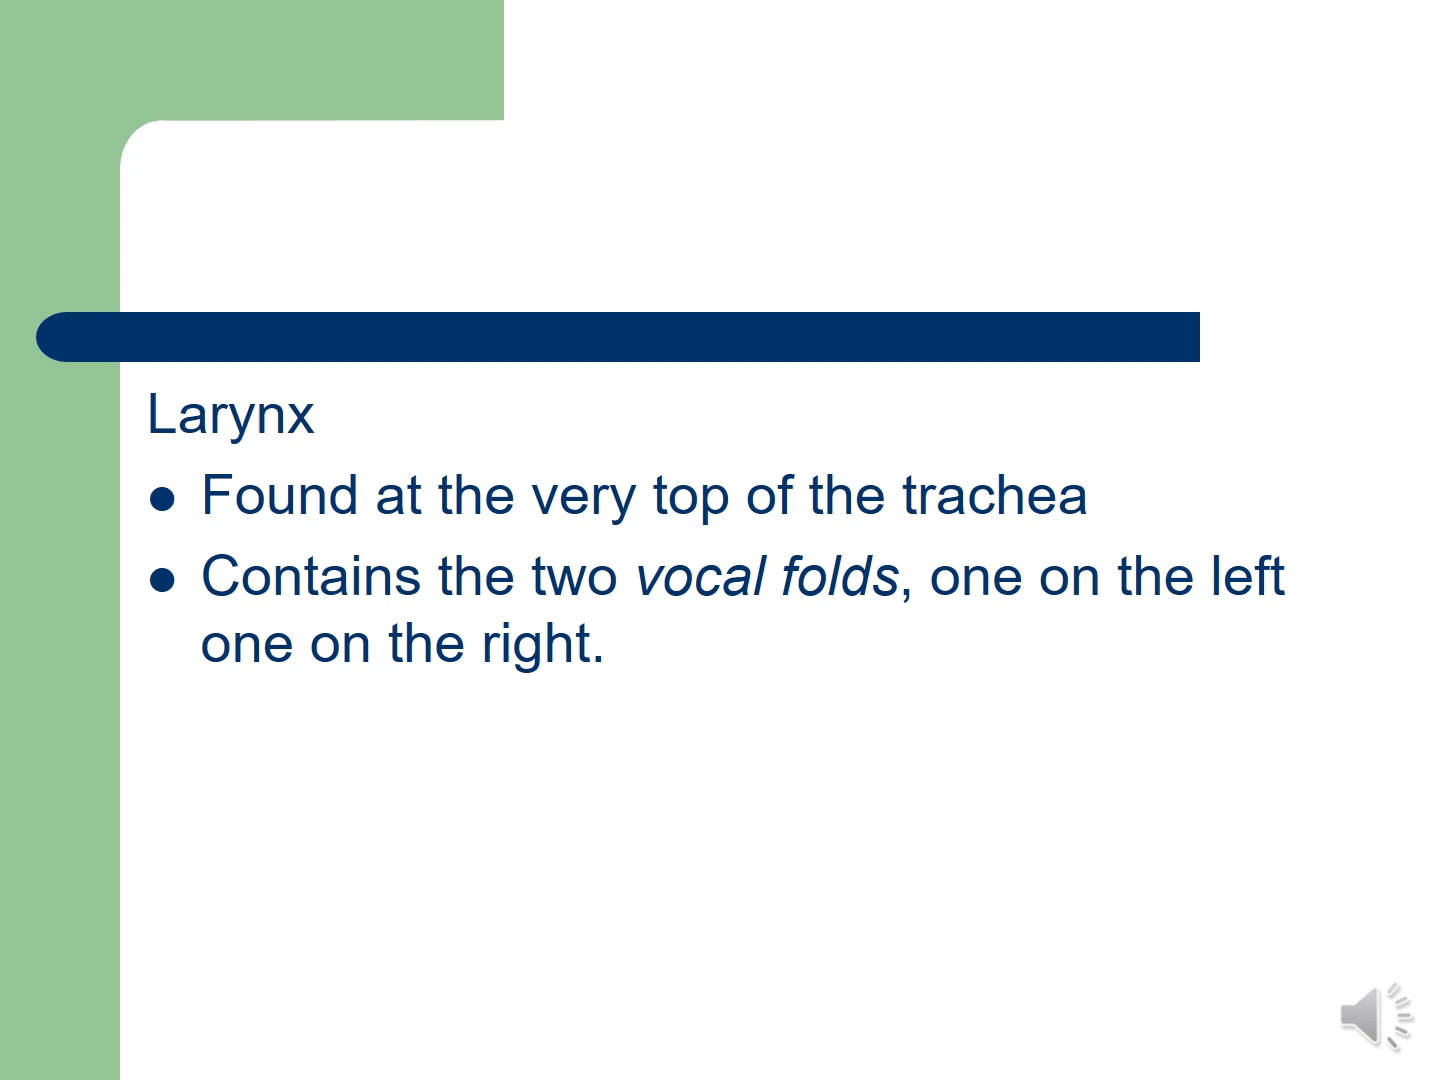 Larynx
● Found at the very top of the trachea
● Contains the two vocal folds, one on the left
one on the right.